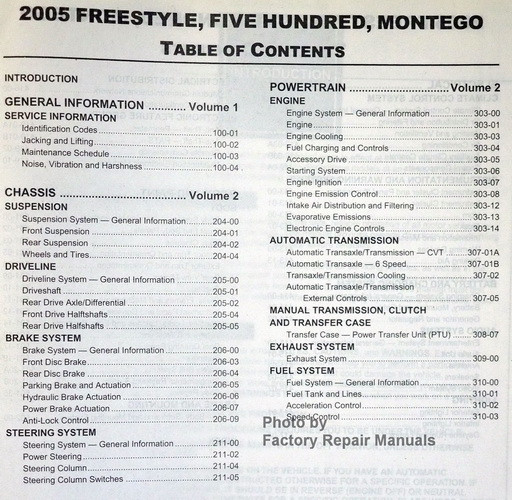 2005 FREESTYLE, FIVE HUNDRED, MONTEGO
TABLE OF CONTENTS
INTRODUCTION
GENERAL INFORMATION ............ Volume 1
SERVICE INFORMATION
Identification Codes ............ 100-01
Jacking and Lifting ............ 100-02
Maintenance Schedule ............ 100-03
Noise, Vibration and Harshness ............ 100-04
CHASSIS ............ Volume 2
SUSPENSION
Suspension System — General Information ............ 204-00
Front Suspension ............ 204-01
Rear Suspension ............ 204-02
Wheels and Tires ............ 204-04
DRIVELINE
Driveline System — General Information ............ 205-00
Driveshaft ............ 205-01
Rear Drive Axle/Differential ............ 205-02
Front Drive Halfshafts ............ 205-04
Rear Drive Halfshafts ............ 205-05
BRAKE SYSTEM
Brake System — General Information ............ 206-00
Front Disc Brake ............ 206-03
Rear Disc Brake ............ 206-04
Parking Brake and Actuation ............ 206-05
Hydraulic Brake Actuation ............ 206-06
Power Brake Actuation ............ 206-07
Anti-Lock Control ............ 206-09
STEERING SYSTEM
Steering System — General Information ............ 211-00
Power Steering ............ 211-02
Steering Column ............ 211-04
Steering Column Switches ............ 211-05
POWERTRAIN ............ Volume 2
ENGINE
Engine System — General Information ............ 303-00
Engine ............ 303-01
Engine Cooling ............ 303-03
Fuel Charging and Controls ............ 303-04
Accessory Drive ............ 303-05
Starting System ............ 303-06
Engine Ignition ............ 303-07
Engine Emission Control ............ 303-08
Intake Air Distribution and Filtering ............ 303-12
Evaporative Emissions ............ 303-13
Electronic Engine Controls ............ 303-14
AUTOMATIC TRANSMISSION
Automatic Transaxle/Transmission — CVT ............ 307-01A
Automatic Transaxle — 6 Speed ............ 307-01B
Transaxle/Transmission Cooling ............ 307-02
Automatic Transaxle/Transmission
External Controls ............ 307-05
MANUAL TRANSMISSION, CLUTCH
AND TRANSFER CASE
Transfer Case — Power Transfer Unit (PTU) ............ 308-07
EXHAUST SYSTEM
Exhaust System ............ 309-00
FUEL SYSTEM
Fuel System — General Information ............ 310-00
Fuel Tank and Lines ............ 310-01
Acceleration Control ............ 310-02
Speed Control ............ 310-03
Photo by
Factory Repair Manuals